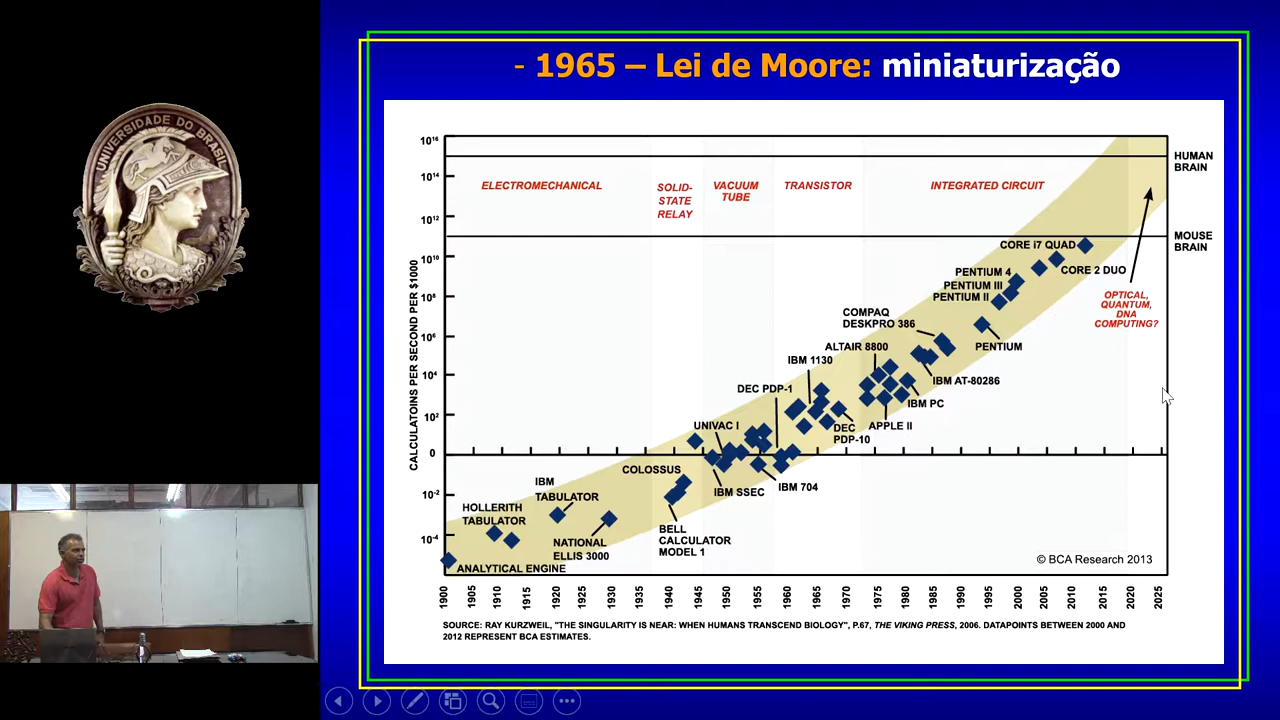 UNIVERSIDADE DO BRASIL
- 1965 – Lei de Moore: miniaturização
10^16
10^14
10^12
10^10
10^8
10^6
10^4
10^2
0
10^-2
10^-4
CALCULATOINS PER SECOND PER $1000
ELECTROMECHANICAL
SOLID-
STATE
RELAY
VACUUM
TUBE
TRANSISTOR
INTEGRATED CIRCUIT
HUMAN
BRAIN
MOUSE
BRAIN
CORE i7 QUAD
CORE 2 DUO
PENTIUM 4
PENTIUM III
PENTIUM II
OPTICAL,
QUANTUM,
DNA
COMPUTING?
COMPAQ
DESKPRO 386
PENTIUM
ALTAIR 8800
IBM 1130
IBM AT-80286
DEC PDP-1
IBM PC
UNIVAC I
DEC
PDP-10
APPLE II
COLOSSUS
IBM SSEC
IBM 704
IBM
TABULATOR
HOLLERITH
TABULATOR
NATIONAL
ELLIS 3000
BELL
CALCULATOR
MODEL 1
ANALYTICAL ENGINE
© BCA Research 2013
1900 1905 1910 1915 1920 1925 1930 1935 1940 1945 1950 1955 1960 1965 1970 1975 1980 1985 1990 1995 2000 2005 2010 2015 2020 2025
SOURCE: RAY KURZWEIL, "THE SINGULARITY IS NEAR: WHEN HUMANS TRANSCEND BIOLOGY", P.67, THE VIKING PRESS, 2006. DATAPOINTS BETWEEN 2000 AND
2012 REPRESENT BCA ESTIMATES.